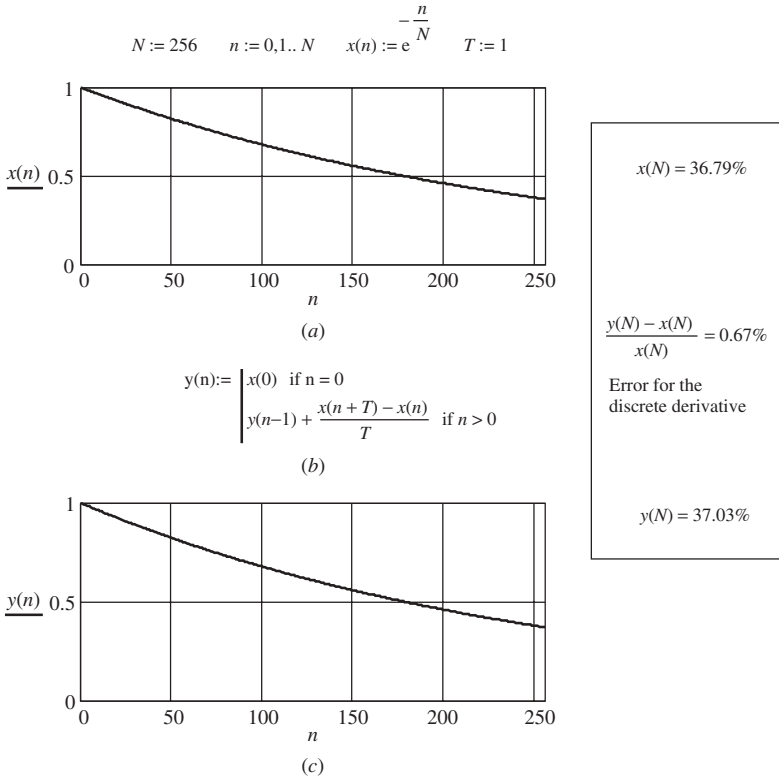 N := 256 n := 0,1.. N x(n) := e^{-n/N} T := 1
1
x(n) 0.5
0
0 50 100 150 200 250
n
(a)
y(n):= x(0) if n = 0
y(n–1) + \frac{x(n + T) – x(n)}{T} if n > 0
(b)
1
y(n) 0.5
0
0 50 100 150 200 250
n
(c)
x(N) = 36.79%
\frac{y(N) – x(N)}{x(N)} = 0.67%
Error for the
discrete derivative
y(N) = 37.03%